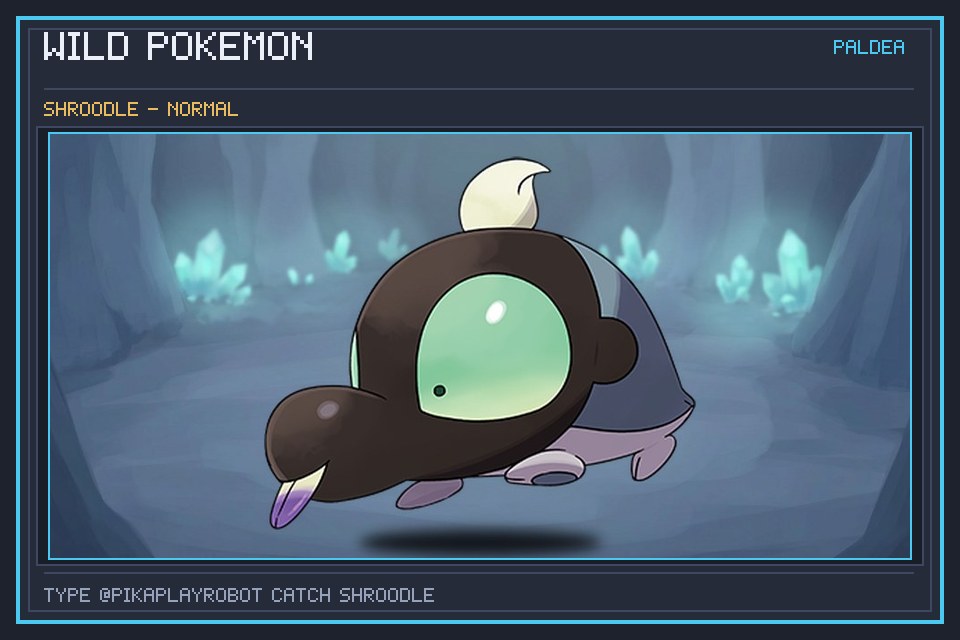 WILD POKEMON
PALDEA
SHROODLE - NORMAL
TYPE @PIKAPLAYROBOT CATCH SHROODLE